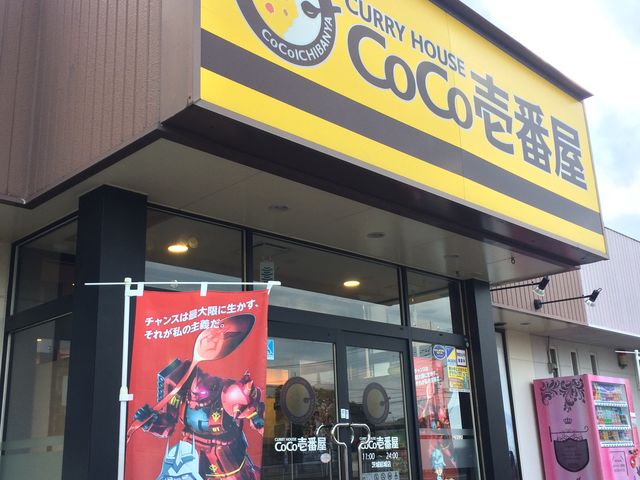 CoCoICHIBANYA
CURRY HOUSE
CoCo壱番屋
チャンスは最大限に生かす、
それが私の主義だ。
CURRY HOUSE
CoCo壱番屋
CoCo壱番屋
11:00 ~ 24:00